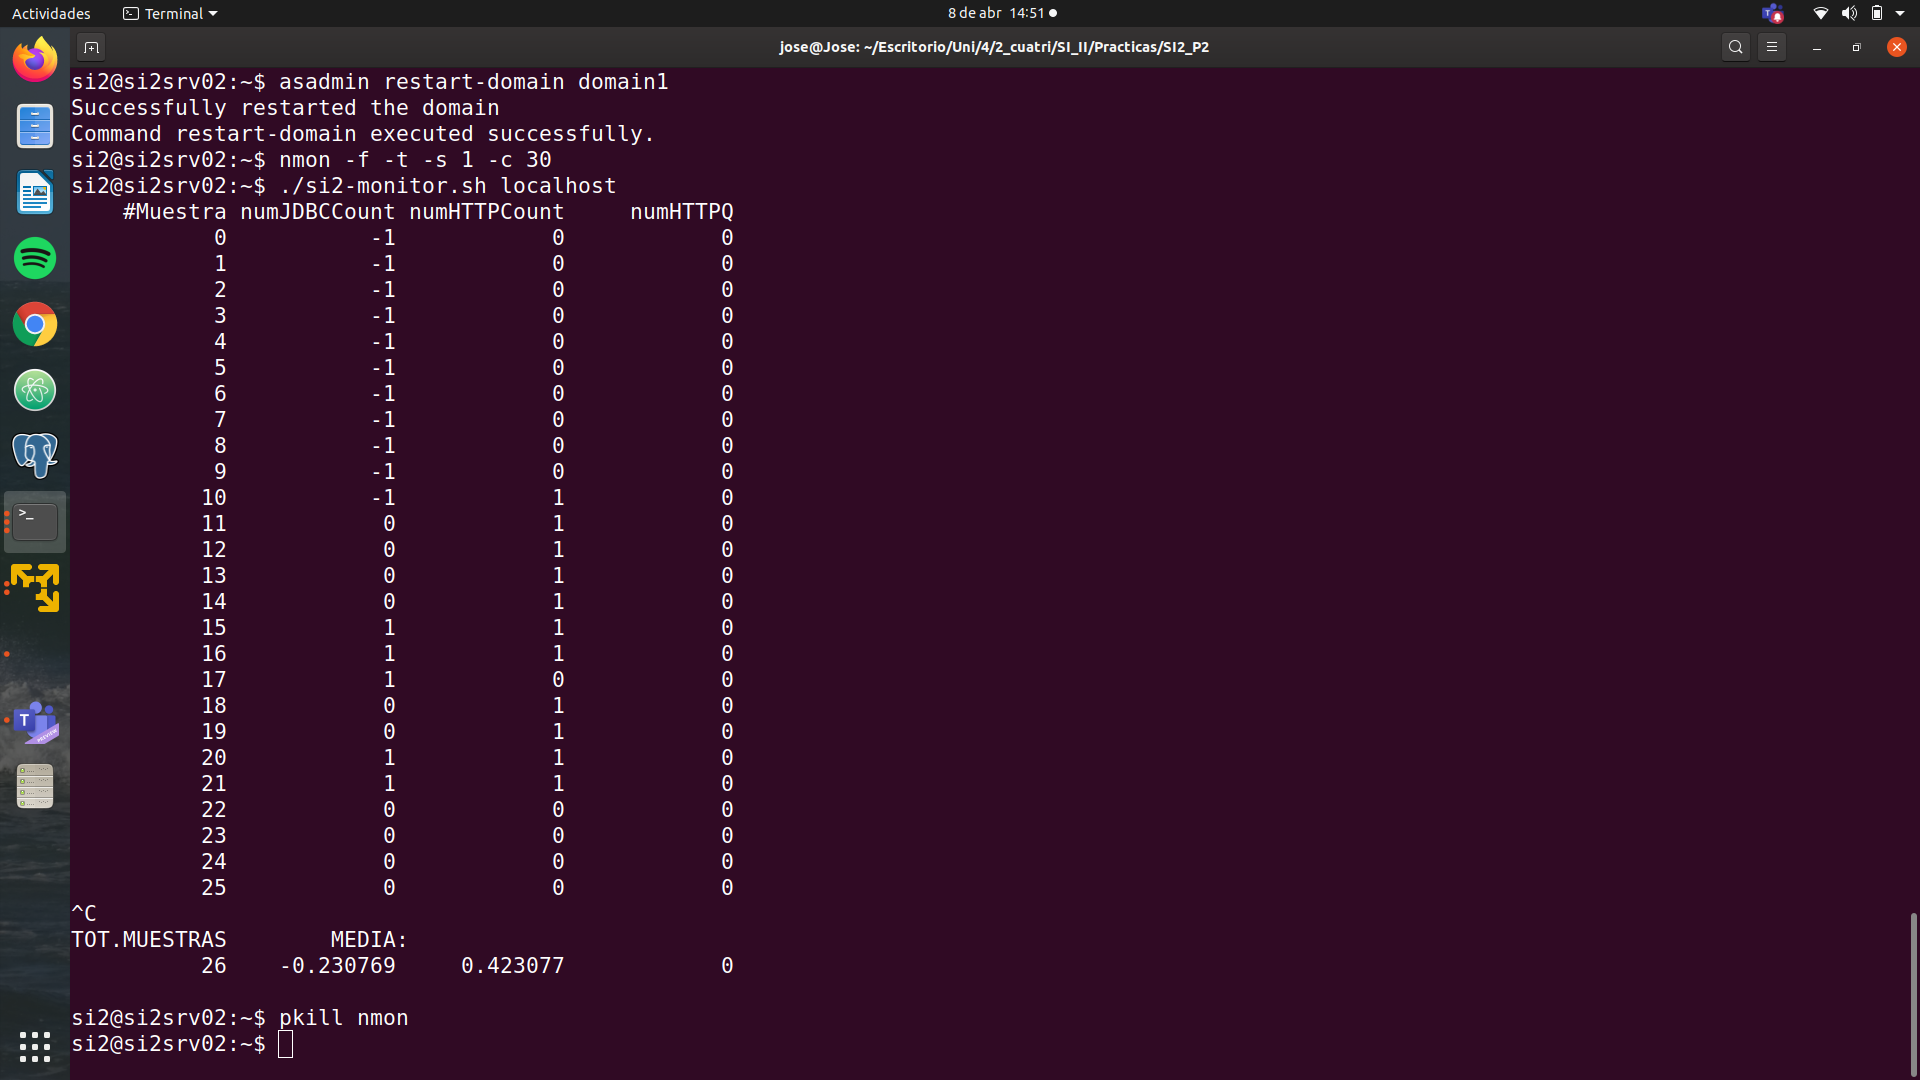 Actividades Terminal 8 de abr 14:51
jose@Jose: ~/Escritorio/Uni/4/2_cuatri/SI_II/Practicas/SI2_P2
si2@si2srv02:~$ asadmin restart-domain domain1
Successfully restarted the domain
Command restart-domain executed successfully.
si2@si2srv02:~$ nmon -f -t -s 1 -c 30
si2@si2srv02:~$ ./si2-monitor.sh localhost
#Muestra numJDBCCount numHTTPCount numHTTPQ
0 -1 0 0
1 -1 0 0
2 -1 0 0
3 -1 0 0
4 -1 0 0
5 -1 0 0
6 -1 0 0
7 -1 0 0
8 -1 0 0
9 -1 0 0
10 -1 1 0
11 0 1 0
12 0 1 0
13 0 1 0
14 0 1 0
15 1 1 0
16 1 1 0
17 1 0 0
18 0 1 0
19 0 1 0
20 1 1 0
21 1 1 0
22 0 0 0
23 0 0 0
24 0 0 0
25 0 0 0
^C
TOT.MUESTRAS MEDIA:
26 -0.230769 0.423077 0
si2@si2srv02:~$ pkill nmon
si2@si2srv02:~$